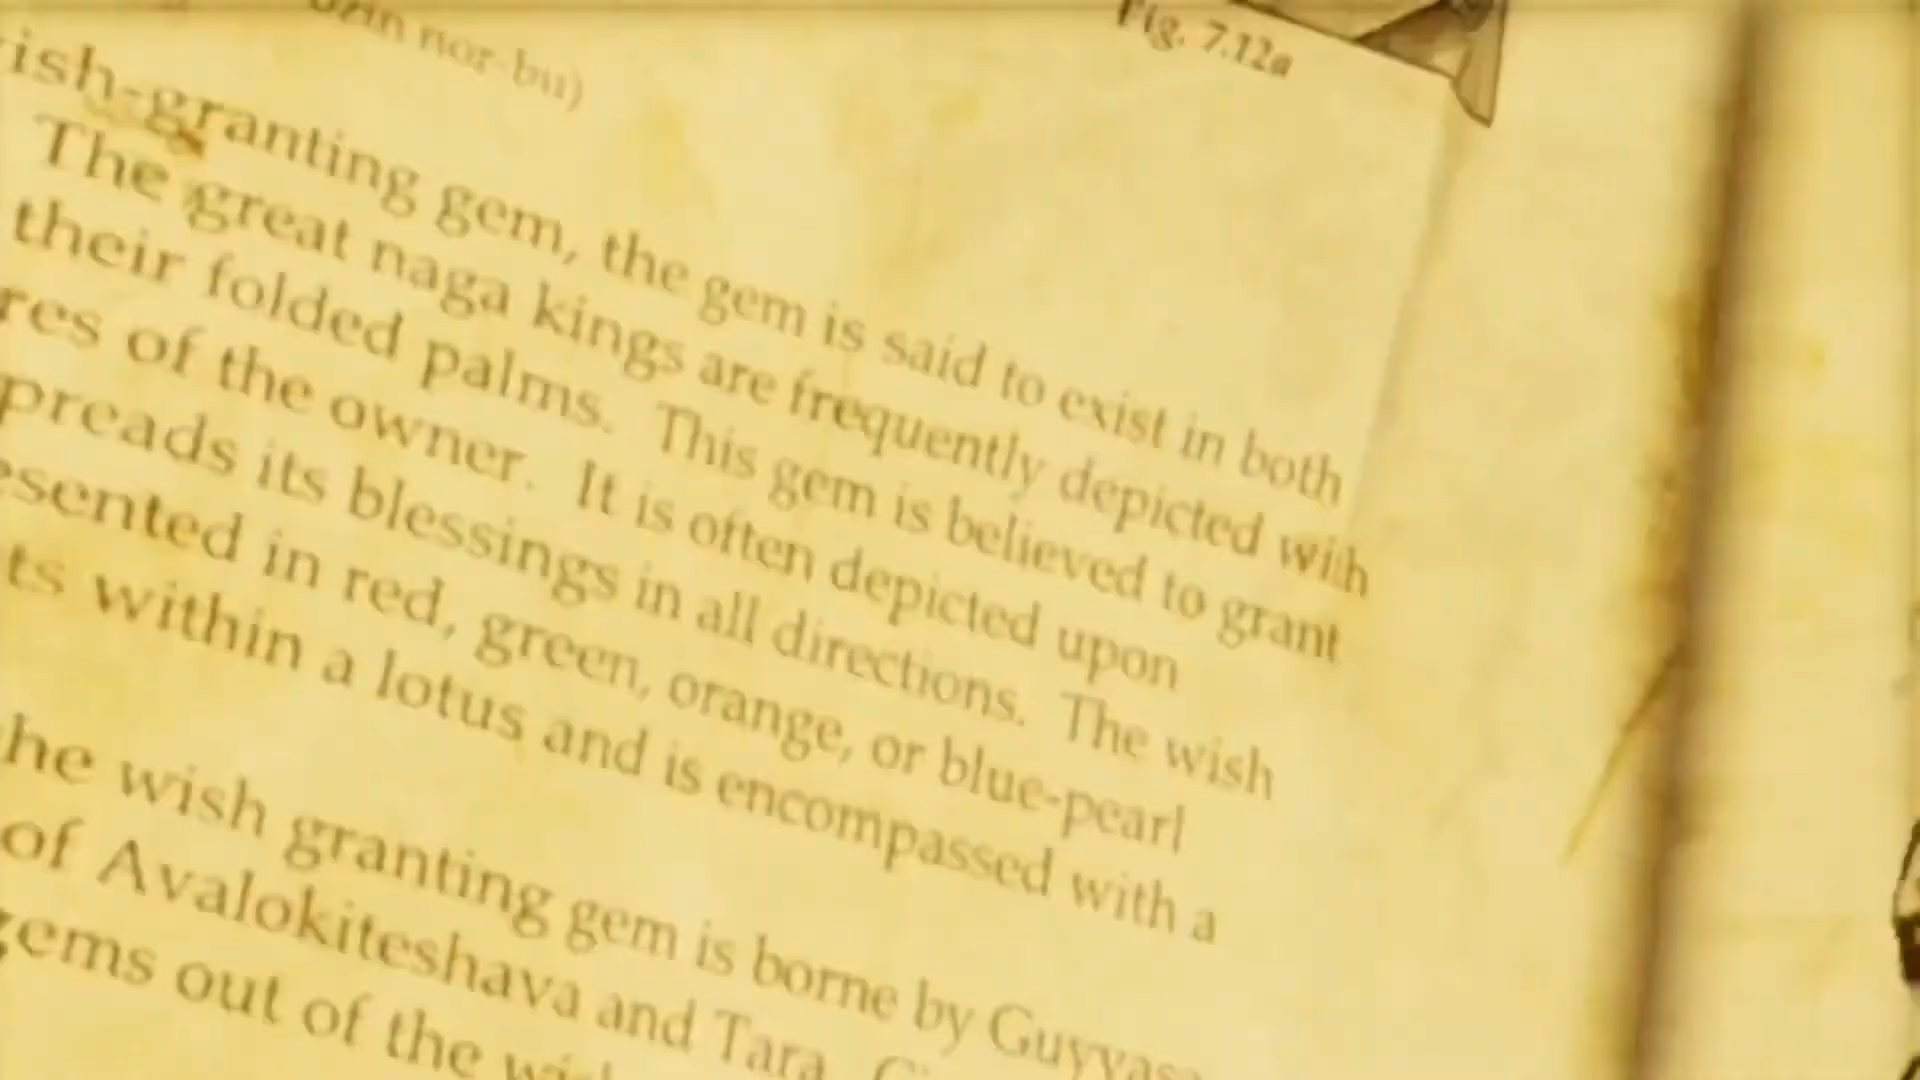 nor-bu)
Fig. 7.12a
ish-granting gem, the gem is said to exist in both
The great naga kings are frequently depicted with
their folded palms. This gem is believed to grant
res of the owner. It is often depicted upon
preads its blessings in all directions. The wish
esented in red, green, orange, or blue-pearl
ts within a lotus and is encompassed with a
he wish granting gem is borne by Guyyas
of Avalokiteshava and Tara.
gems out of the